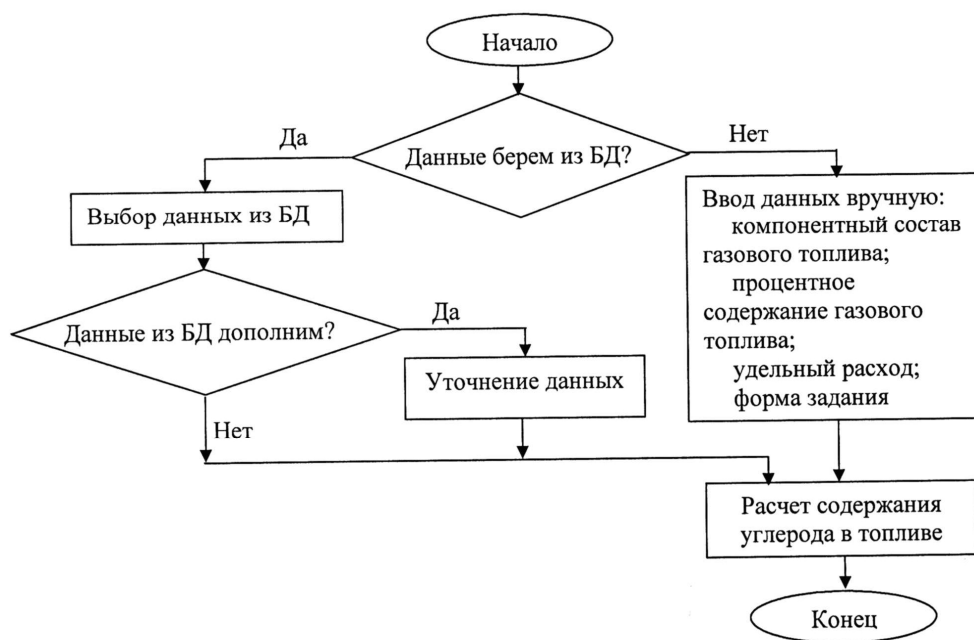 Начало
Да
Данные берем из БД?
Нет
Выбор данных из БД
Ввод данных вручную:
компонентный состав
газового топлива;
процентное
содержание газового
топлива;
удельный расход;
форма задания
Данные из БД дополним?
Да
Уточнение данных
Нет
Расчет содержания
углерода в топливе
Конец